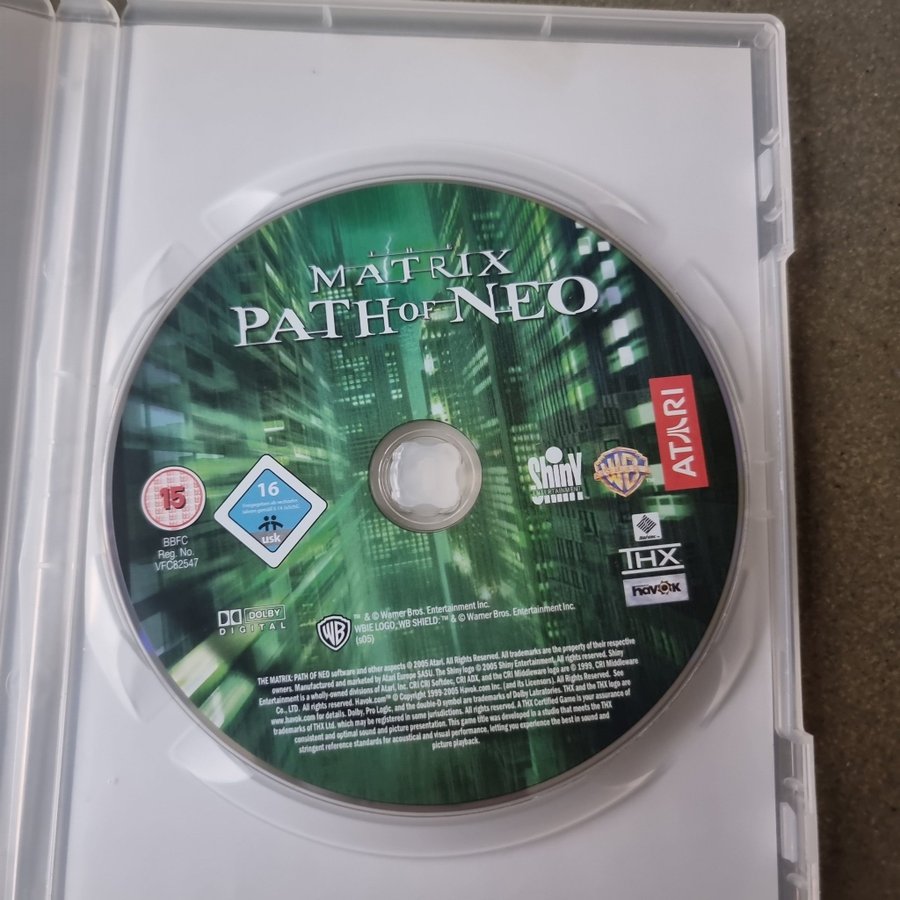 THE
MATRIX
PATH OF NEO™
ATARI
Shiny
ENTERTAINMENT
WB
15
BBFC
Reg. No.
VFC82547
16
usk
THX
havok
DOLBY
DIGITAL
WB
™ & © Warner Bros. Entertainment Inc.
WBIE LOGO, WB SHIELD: ™ & © Warner Bros. Entertainment Inc.
(s05)
THE MATRIX: PATH OF NEO software and other aspects © 2005 Atari. All Rights Reserved. All trademarks are the property of their respective
owners. Manufactured and marketed by Atari Europe SASU. The Shiny logo © 2005 Shiny Entertainment, All rights reserved. Shiny
Entertainment is a wholly-owned divisions of Atari, Inc. CRI CRI Sofdec, CRI ADX, and the CRI Middleware logo are © 1999, CRI Middleware
Co., LTD. All rights reserved. Havok.com™ © Copyright 1999-2005 Havok.com Inc. (and its Licensors). All Rights Reserved. See
www.havok.com for details. Dolby, Pro Logic, and the double-D symbol are trademarks of Dolby Labratories. THX and the THX logo are
trademarks of THX Ltd. which may be registered in some jurisdictions. All rights reserved. A THX Certified Game is your assurance of
consistent and optimal sound and picture presentation. This game title was developed to a studio that meets the THX
stringent reference standards for acoustical and visual performance, letting you experience the best in sound and
picture playback.